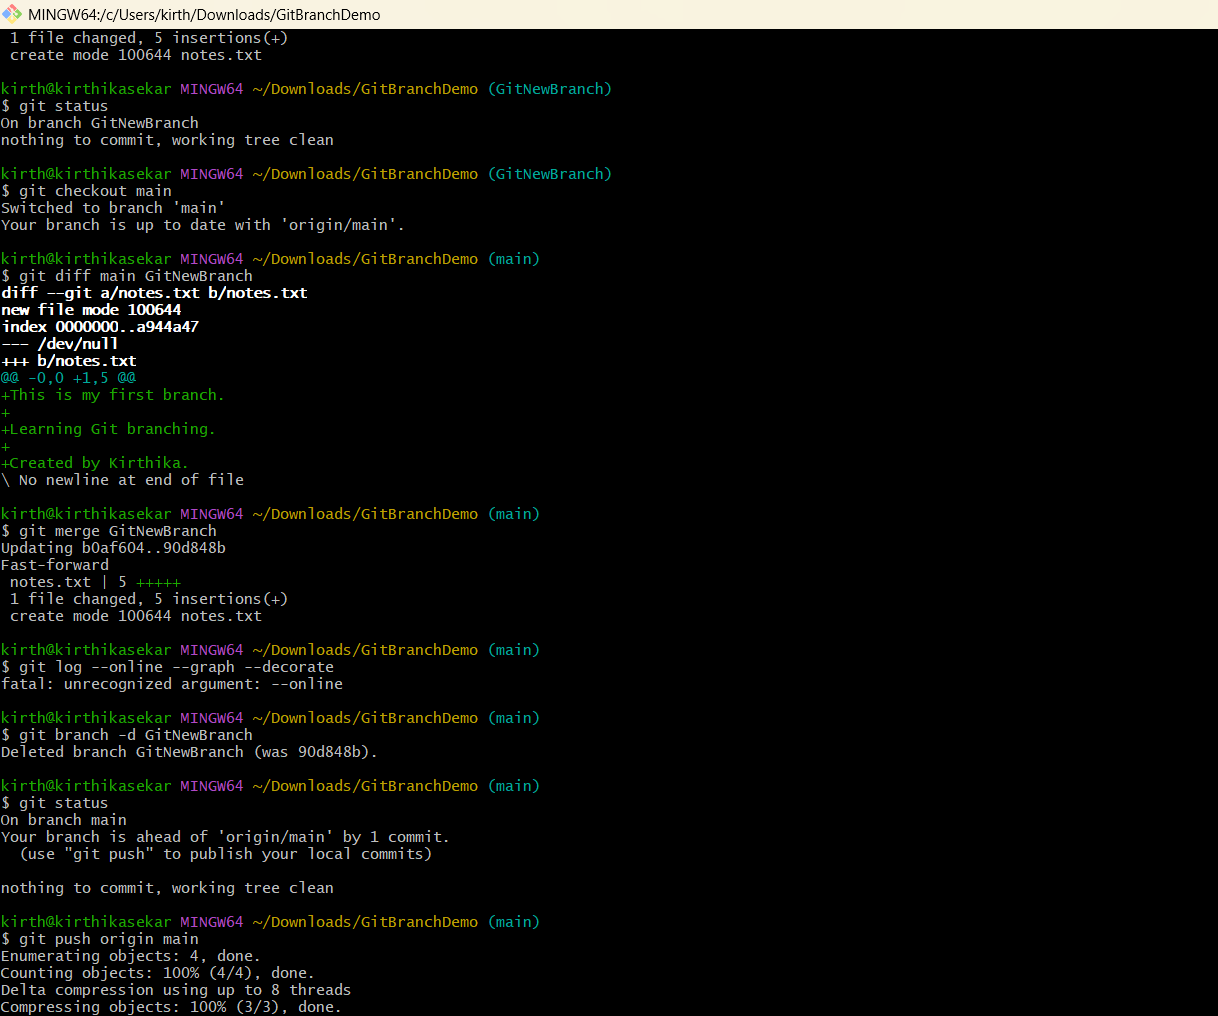 MINGW64:/c/Users/kirth/Downloads/GitBranchDemo
1 file changed, 5 insertions(+)
create mode 100644 notes.txt
kirth@kirthikasekar MINGW64 ~/Downloads/GitBranchDemo (GitNewBranch)
$ git status
On branch GitNewBranch
nothing to commit, working tree clean
kirth@kirthikasekar MINGW64 ~/Downloads/GitBranchDemo (GitNewBranch)
$ git checkout main
Switched to branch 'main'
Your branch is up to date with 'origin/main'.
kirth@kirthikasekar MINGW64 ~/Downloads/GitBranchDemo (main)
$ git diff main GitNewBranch
diff --git a/notes.txt b/notes.txt
new file mode 100644
index 0000000..a944a47
--- /dev/null
+++ b/notes.txt
@@ -0,0 +1,5 @@
+This is my first branch.
+
+Learning Git branching.
+
+Created by Kirthika.
\ No newline at end of file
kirth@kirthikasekar MINGW64 ~/Downloads/GitBranchDemo (main)
$ git merge GitNewBranch
Updating b0af604..90d848b
Fast-forward
notes.txt | 5 +++++
1 file changed, 5 insertions(+)
create mode 100644 notes.txt
kirth@kirthikasekar MINGW64 ~/Downloads/GitBranchDemo (main)
$ git log --online --graph --decorate
fatal: unrecognized argument: --online
kirth@kirthikasekar MINGW64 ~/Downloads/GitBranchDemo (main)
$ git branch -d GitNewBranch
Deleted branch GitNewBranch (was 90d848b).
kirth@kirthikasekar MINGW64 ~/Downloads/GitBranchDemo (main)
$ git status
On branch main
Your branch is ahead of 'origin/main' by 1 commit.
(use "git push" to publish your local commits)
nothing to commit, working tree clean
kirth@kirthikasekar MINGW64 ~/Downloads/GitBranchDemo (main)
$ git push origin main
Enumerating objects: 4, done.
Counting objects: 100% (4/4), done.
Delta compression using up to 8 threads
Compressing objects: 100% (3/3), done.